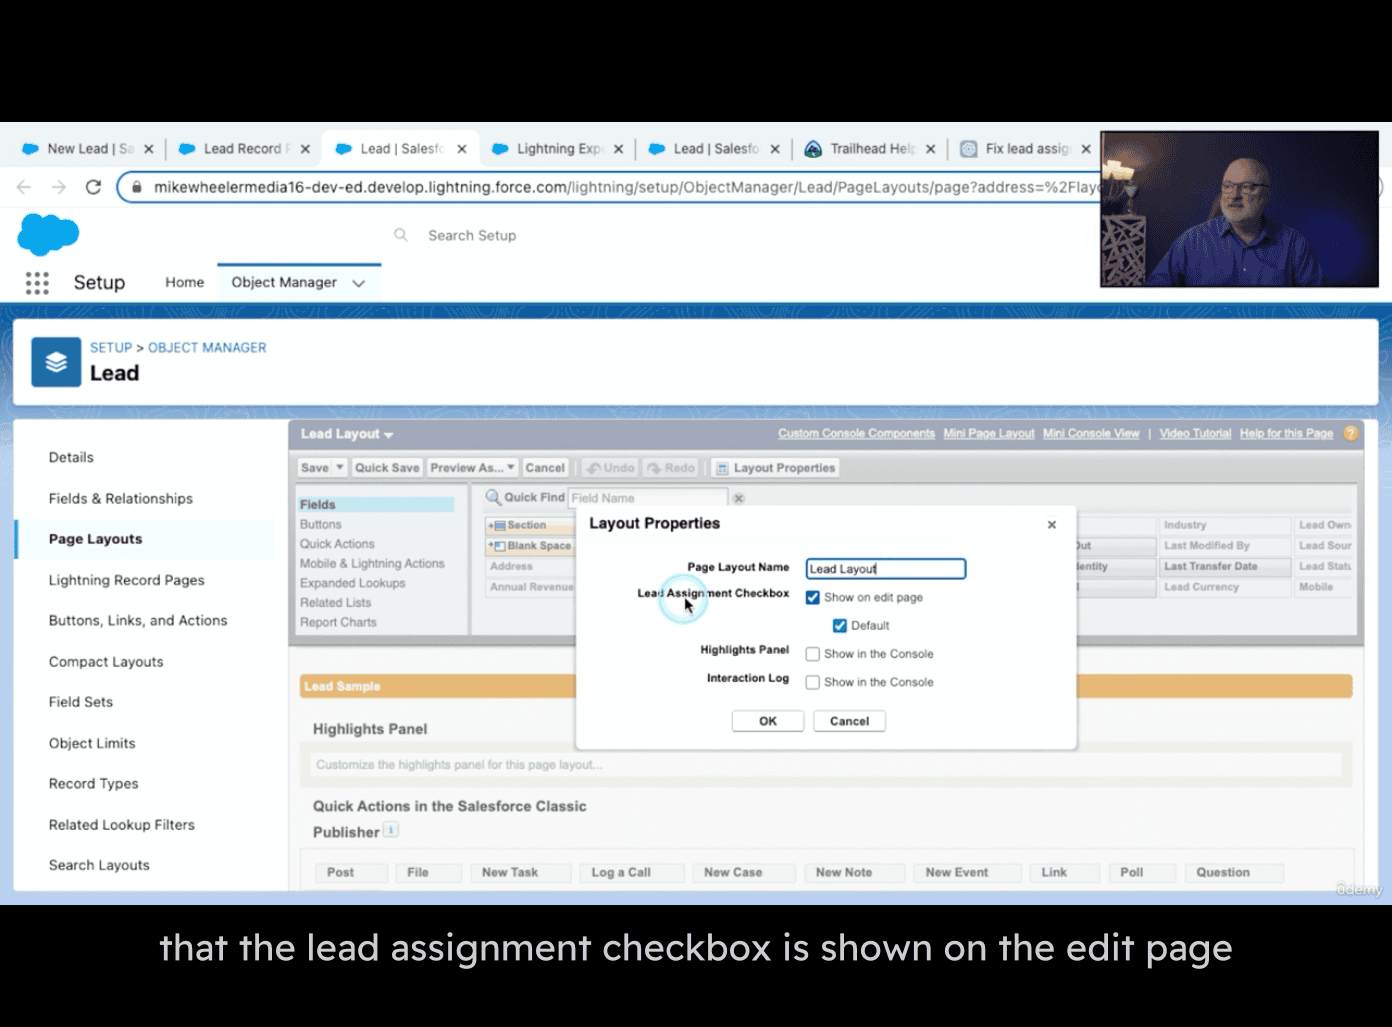 New Lead | Sa
Lead Record P
Lead | Salesfo
Lightning Expe
Lead | Salesfo
Trailhead Help
Fix lead assig
mikewheelermedia16-dev-ed.develop.lightning.force.com/lightning/setup/ObjectManager/Lead/PageLayouts/page?address=%2Flayo
Search Setup
Setup
Home
Object Manager
SETUP > OBJECT MANAGER
Lead
Details
Fields & Relationships
Page Layouts
Lightning Record Pages
Buttons, Links, and Actions
Compact Layouts
Field Sets
Object Limits
Record Types
Related Lookup Filters
Search Layouts
Lead Layout
Custom Console Components Mini Page Layout Mini Console View | Video Tutorial Help for this Page ?
Save Quick Save Preview As... Cancel Undo Redo Layout Properties
Fields
Buttons
Quick Actions
Mobile & Lightning Actions
Expanded Lookups
Related Lists
Report Charts
Quick Find Field Name
Section
Blank Space
Address
Annual Revenue
Out
dentity
Industry
Last Modified By
Last Transfer Date
Lead Currency
Lead Own
Lead Sour
Lead Statu
Mobile
Layout Properties
Page Layout Name Lead Layout
Lead Assignment Checkbox Show on edit page
Default
Highlights Panel Show in the Console
Interaction Log Show in the Console
OK Cancel
Lead Sample
Highlights Panel
Customize the highlights panel for this page layout...
Quick Actions in the Salesforce Classic
Publisher i
Post File New Task Log a Call New Case New Note New Event Link Poll Question
ûdemy
that the lead assignment checkbox is shown on the edit page